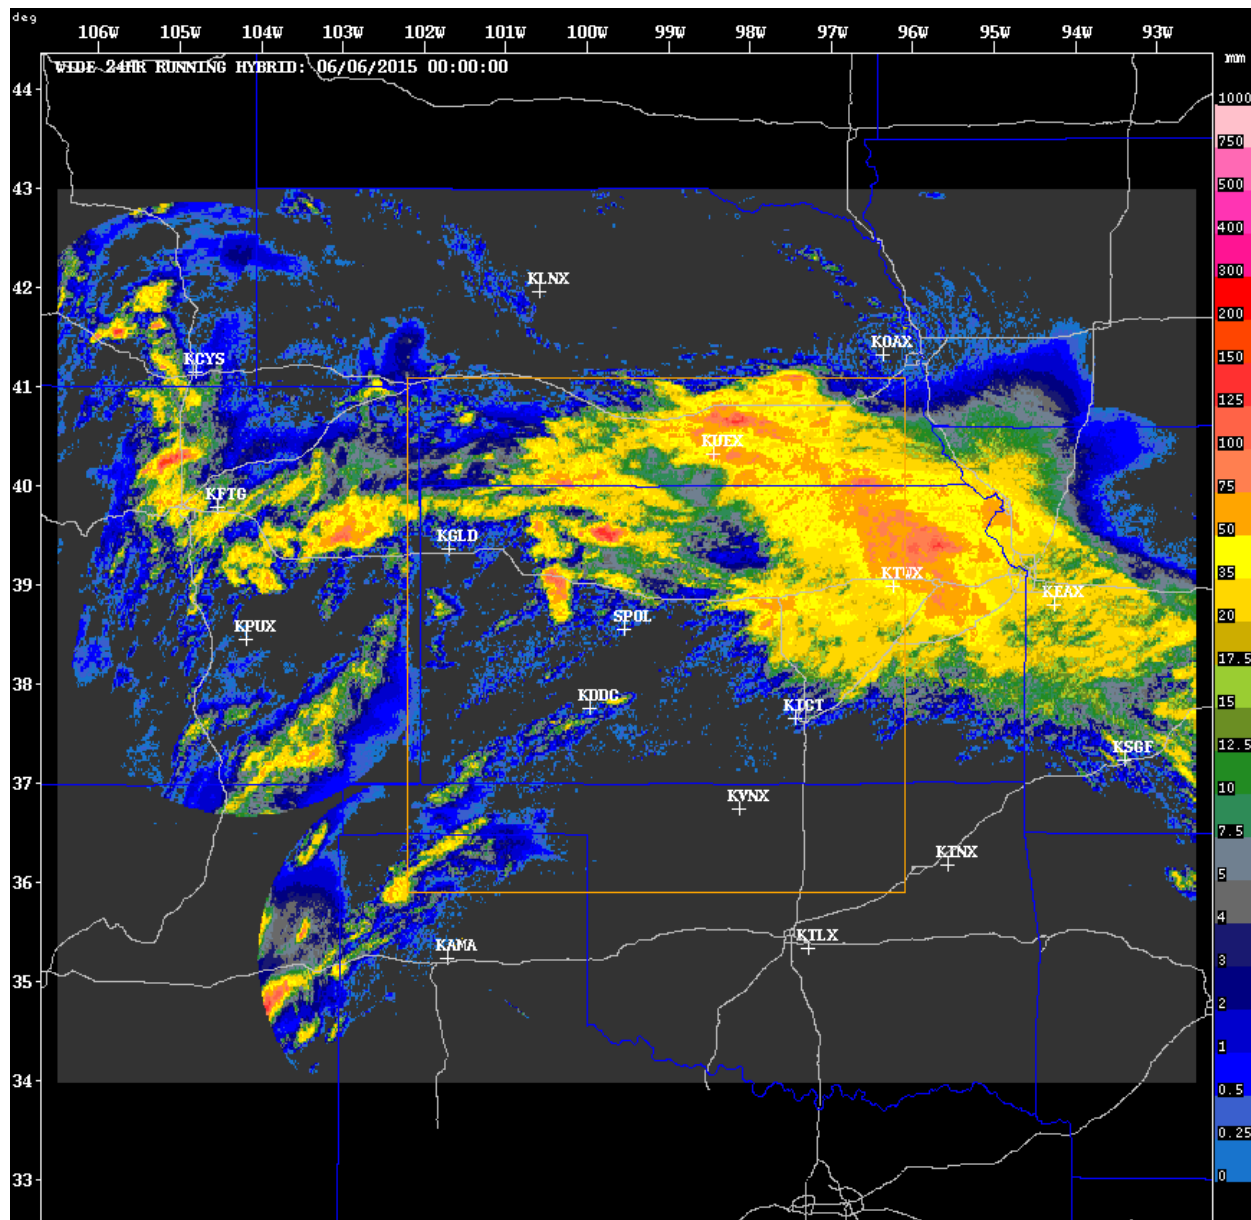 deg
106W 105W 104W 103W 102W 101W 100W 99W 98W 97W 96W 95W 94W 93W
WIDE 24HR RUNNING HYBRID: 06/06/2015 00:00:00
mm
44
1000
750
43
500
400
KLNX
42
300
200
KOAX
KCYS
150
41
125
KUEX
100
40
KFTG
75
KGLD
50
39
KTWX
KEAX
35
SPOL
20
KPUX
38
17.5
KDDC
KICT
15
KSGF
12.5
37
KVNX
10
7.5
KINX
36
5
KAMA
KTLX
4
35
3
2
34
1
0.5
0.25
33
0